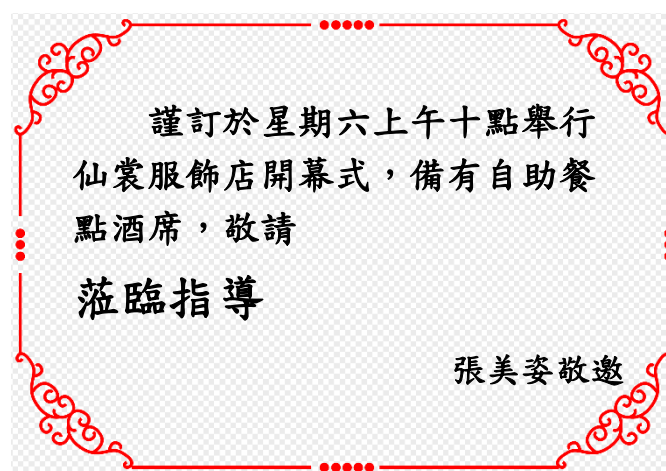 謹訂於星期六上午十點舉行
仙裳服飾店開幕式，備有自助餐
點酒席，敬請
蒞臨指導
張美姿敬邀